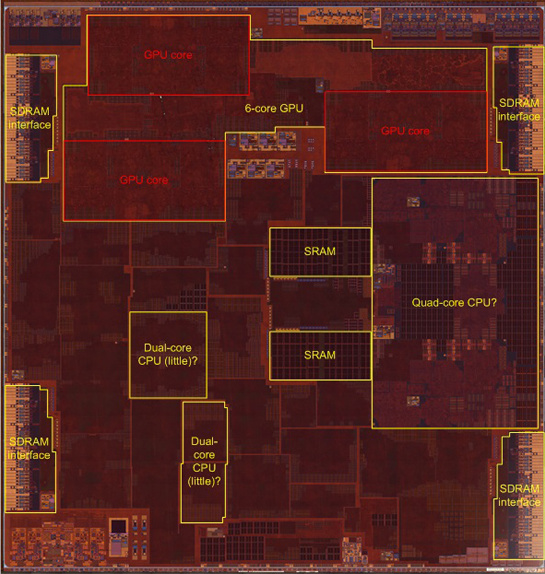 GPU core
SDRAM
interface
6-core GPU
SDRAM
interface
GPU core
GPU core
SRAM
Quad-core CPU?
SRAM
Dual-core
CPU (little)?
SDRAM
interface
Dual-
core
CPU
(little)?
SDRAM
interface